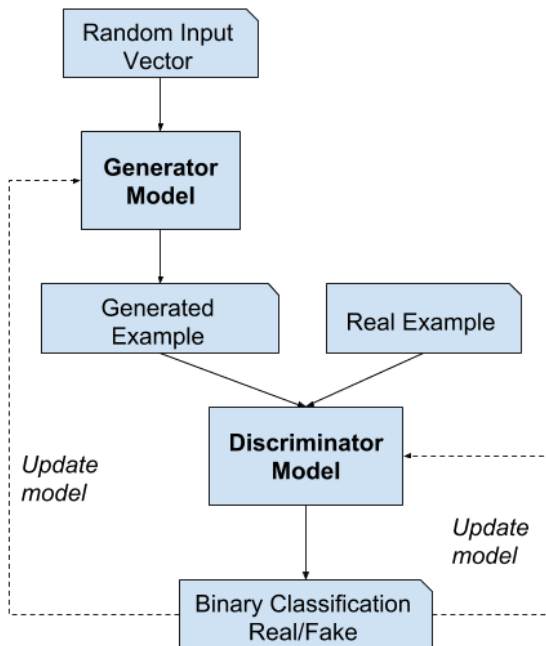 Random Input
Vector
Generator
Model
Generated
Example
Real Example
Discriminator
Model
Update
model
Update
model
Binary Classification
Real/Fake